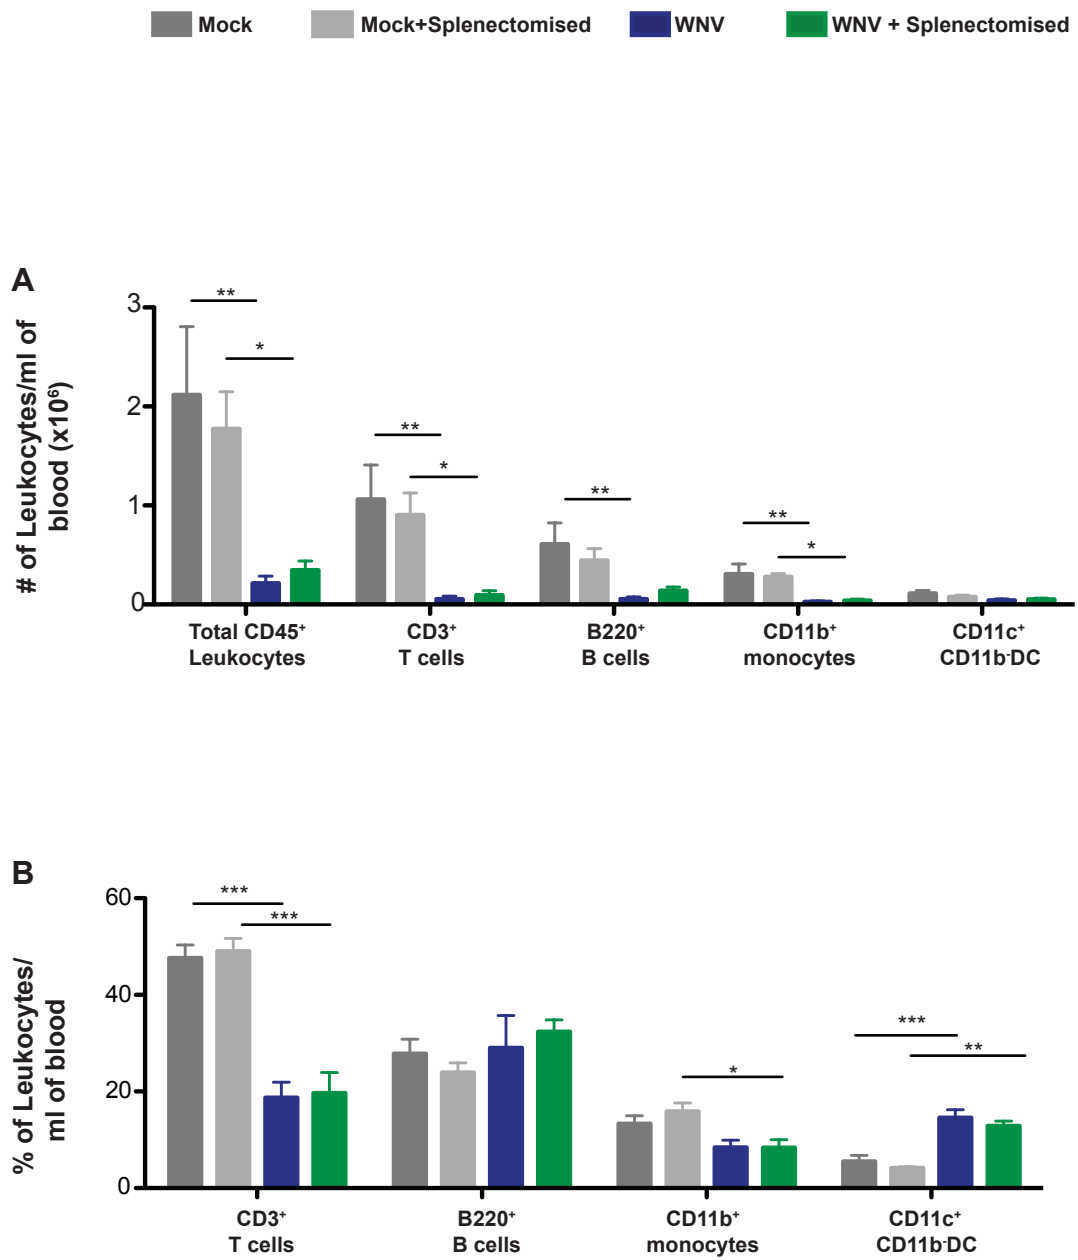 Mock Mock+Splenectomised WNV WNV + Splenectomised
A
# of Leukocytes/ml of
blood (x10⁶)
3
2
1
0
**
*
**
*
**
**
*
Total CD45⁺
Leukocytes
CD3⁺
T cells
B220⁺
B cells
CD11b⁺
monocytes
CD11c⁺
CD11b⁻DC
B
% of Leukocytes/
ml of blood
60
40
20
0
***
***
*
***
**
CD3⁺
T cells
B220⁺
B cells
CD11b⁺
monocytes
CD11c⁺
CD11b⁻DC